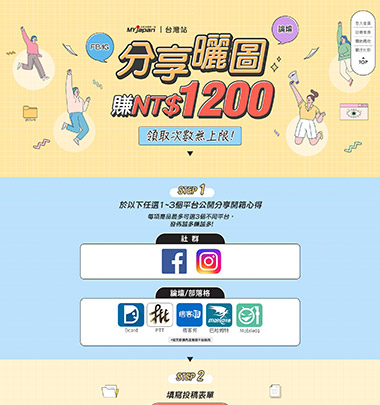 MYJapan | 台灣站
FB/IG
論壇
分享曬圖
賺NT$1200
領取次數無上限!
TOP
STEP 1
於以下任選1~3個平台公開分享開箱心得
每項商品最多可選3個不同平台，
發佈越多賺越多!
社 群
論壇/部落格
Dcard
PTT
痞客邦
巴哈姆特
Mobile01
STEP 2
填寫投稿表單